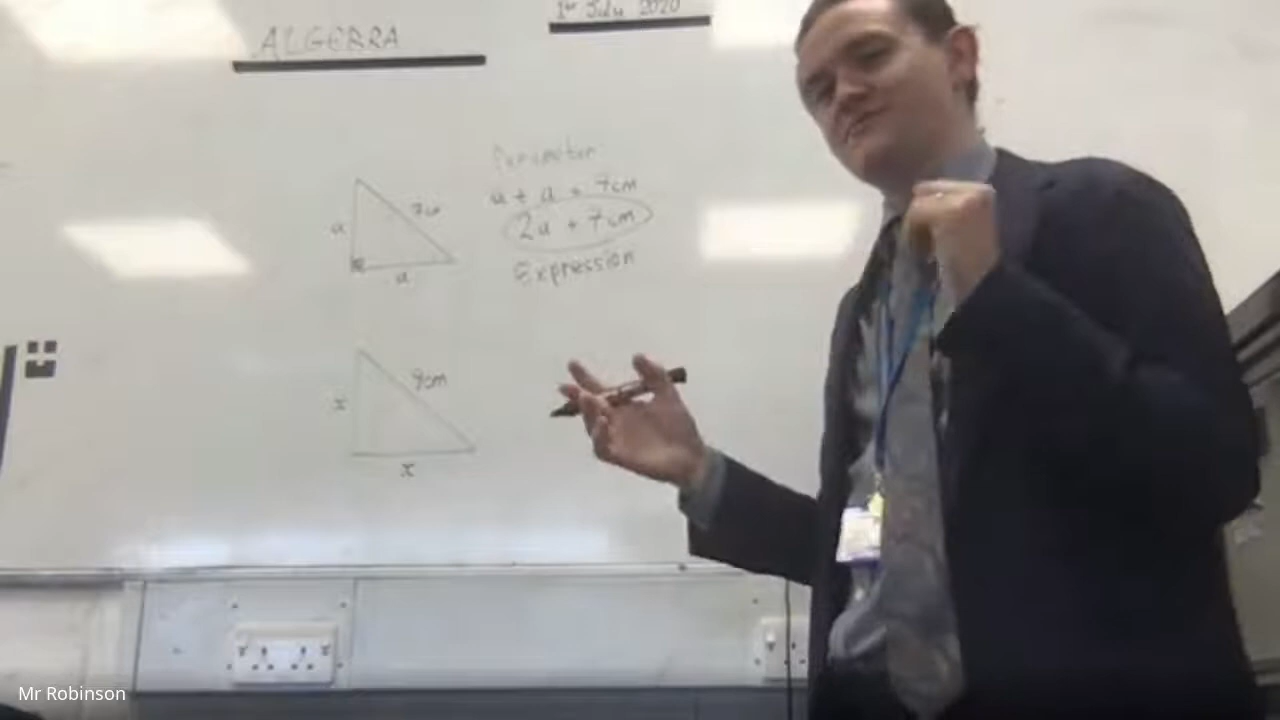 ALGEBRA
1st July 2020
Perimeter
a + a + 7cm
2a + 7cm
Expression
a
7cm
a
x
9cm
x
Mr Robinson